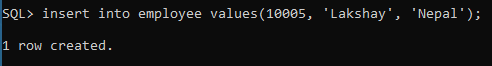 SQL> insert into employee values(10005, 'Lakshay', 'Nepal');
1 row created.